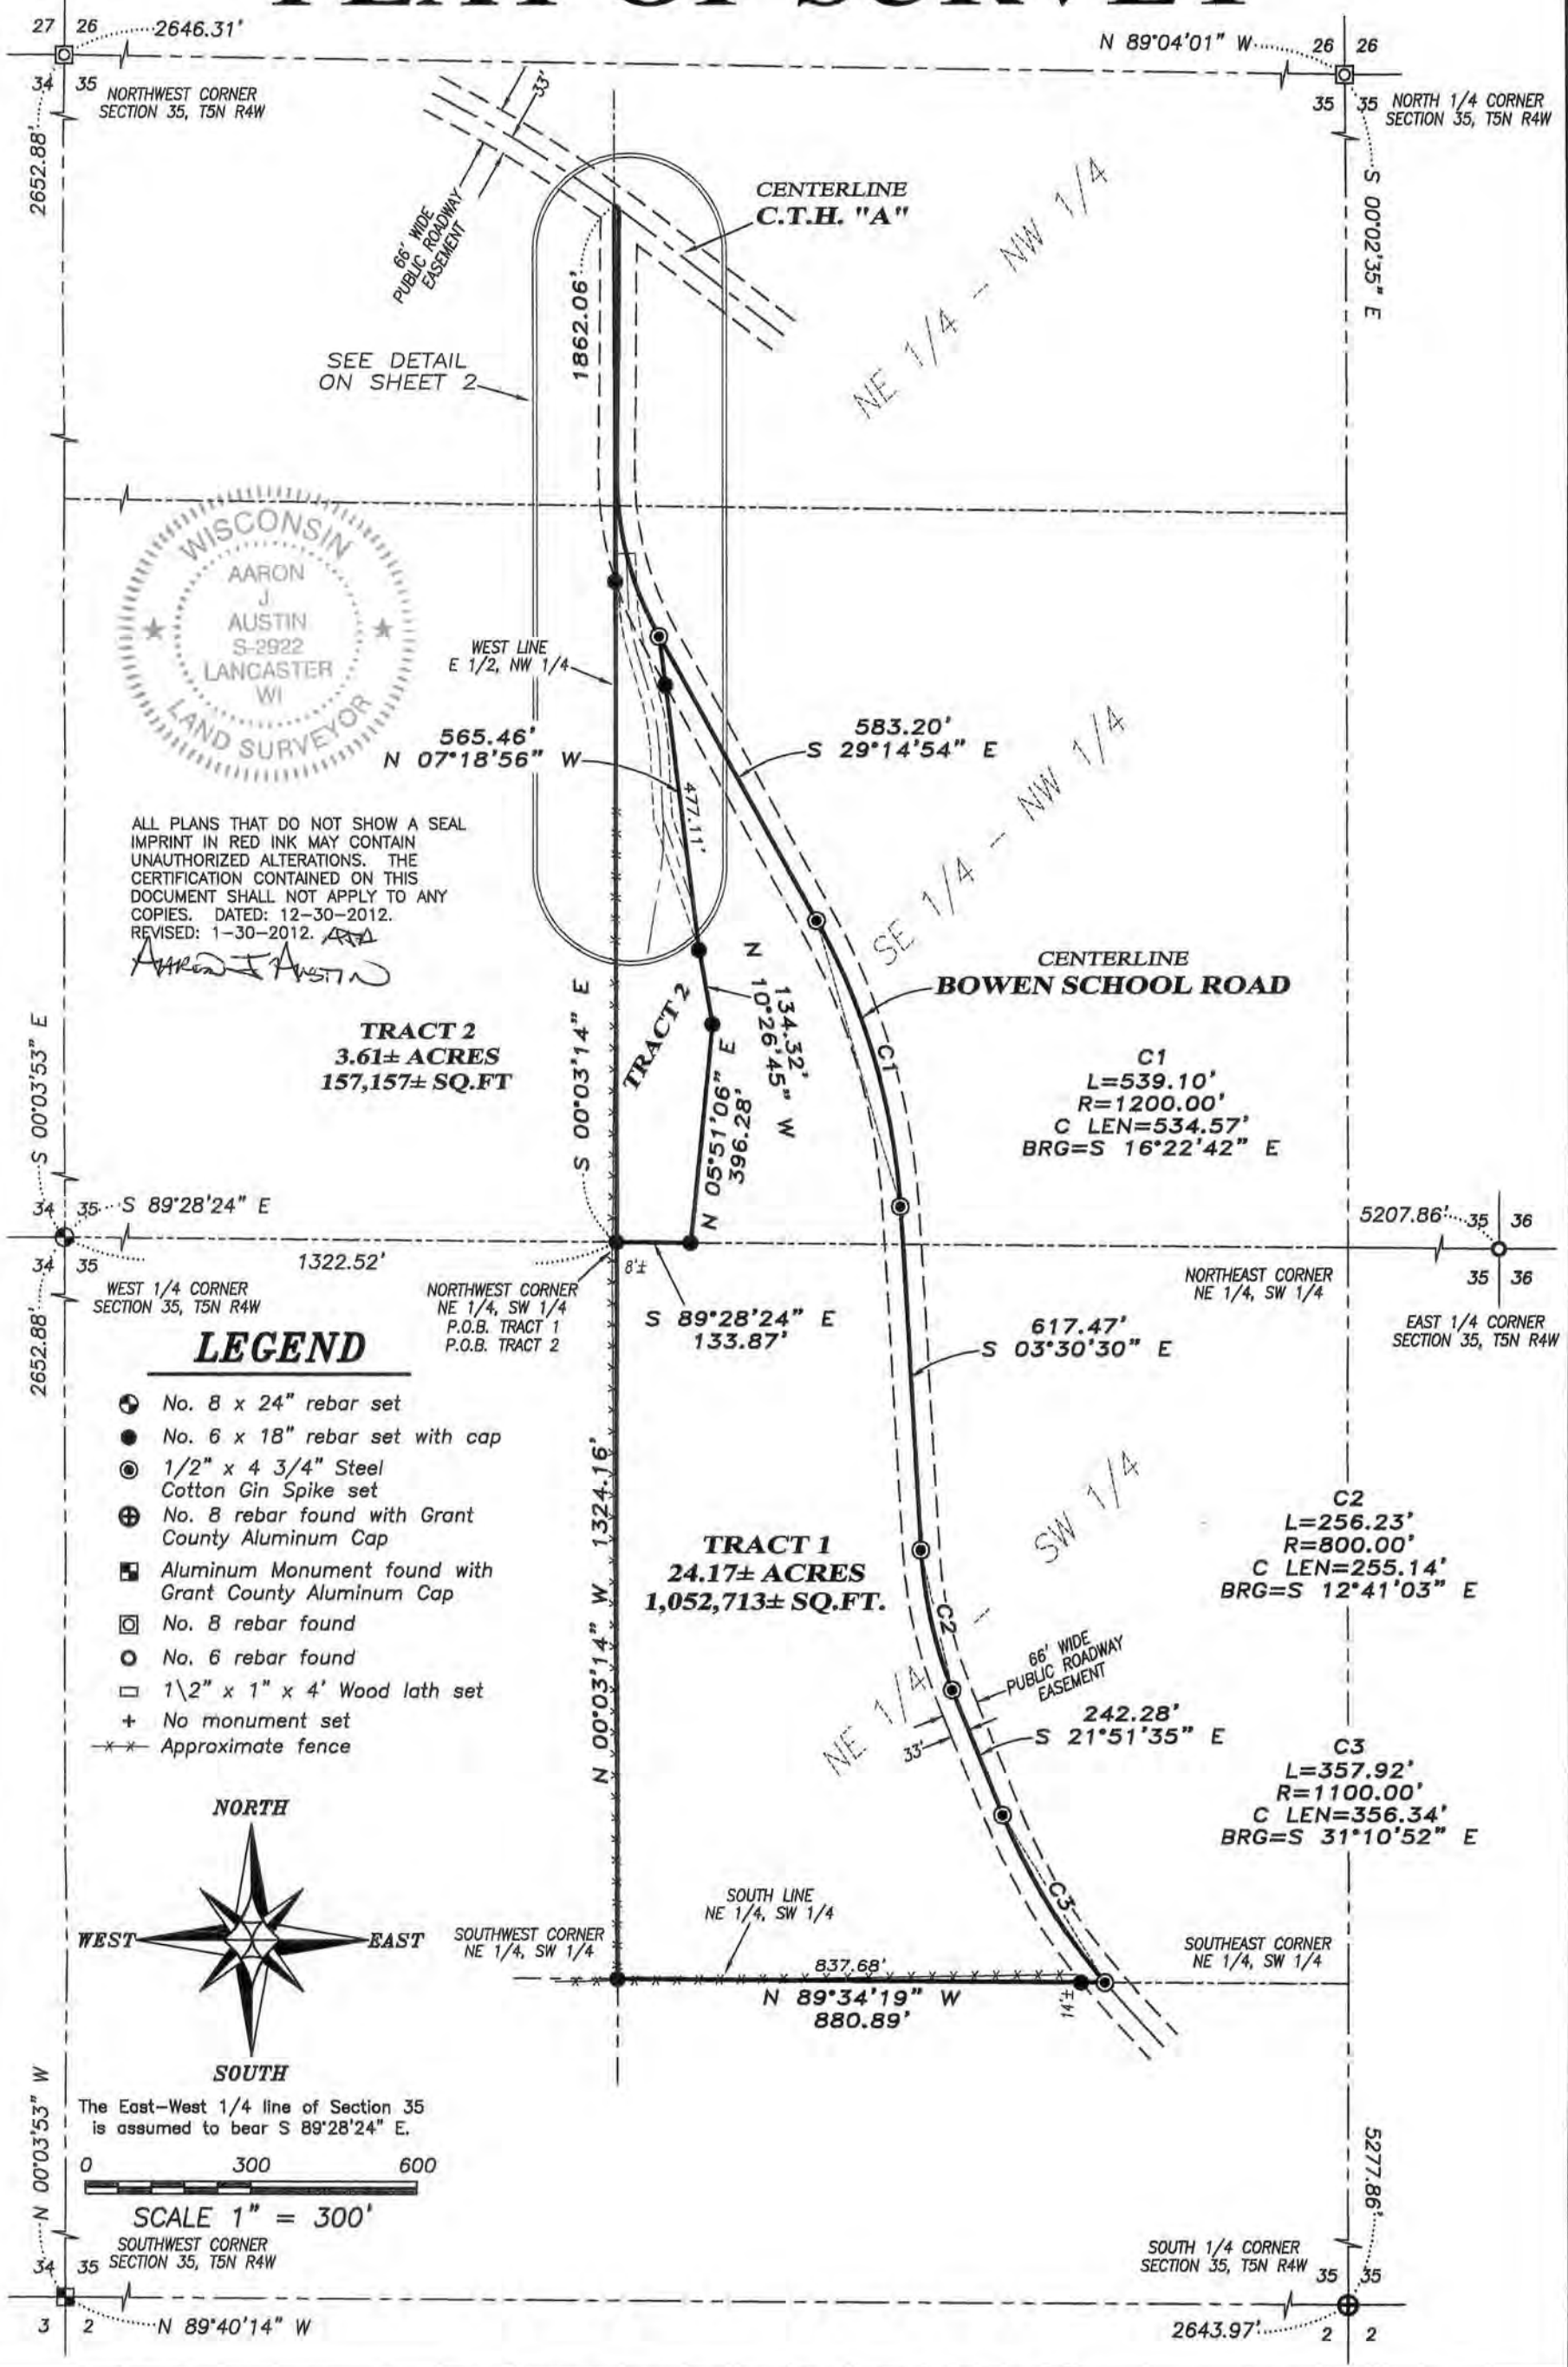 PLAT OF SURVEY
27 26 2646.31'
N 89°04'01" W 26 26
34 35 NORTHWEST CORNER
SECTION 35, T5N R4W
35 35 NORTH 1/4 CORNER
SECTION 35, T5N R4W
2652.88'
33'
66' WIDE
PUBLIC ROADWAY
EASEMENT
CENTERLINE
C.T.H. "A"
S 00°02'35" E
NE 1/4 - NW 1/4
1862.06'
SEE DETAIL
ON SHEET 2
WISCONSIN
AARON
J.
AUSTIN
S-2922
LANCASTER
WI
LAND SURVEYOR
WEST LINE
E 1/2, NW 1/4
565.46'
N 07°18'56" W
477.11'
583.20'
S 29°14'54" E
SE 1/4 - NW 1/4
ALL PLANS THAT DO NOT SHOW A SEAL
IMPRINT IN RED INK MAY CONTAIN
UNAUTHORIZED ALTERATIONS. THE
CERTIFICATION CONTAINED ON THIS
DOCUMENT SHALL NOT APPLY TO ANY
COPIES. DATED: 12-30-2012.
REVISED: 1-30-2012.
AARON J AUSTIN
CENTERLINE
BOWEN SCHOOL ROAD
TRACT 2
3.61± ACRES
157,157± SQ.FT
S 00°03'14" E
TRACT 2
134.32'
N 10°26'45" W
N 05°51'06" E
396.28'
C1
C1
L=539.10'
R=1200.00'
C LEN=534.57'
BRG=S 16°22'42" E
S 00°03'53" E
34 35 S 89°28'24" E
34 35
1322.52'
WEST 1/4 CORNER
SECTION 35, T5N R4W
NORTHWEST CORNER
NE 1/4, SW 1/4
P.O.B. TRACT 1
P.O.B. TRACT 2
8'±
S 89°28'24" E
133.87'
617.47'
S 03°30'30" E
NORTHEAST CORNER
NE 1/4, SW 1/4
5207.86' 35 36
35 36
EAST 1/4 CORNER
SECTION 35, T5N R4W
2652.88'
LEGEND
No. 8 x 24" rebar set
No. 6 x 18" rebar set with cap
1/2" x 4 3/4" Steel
Cotton Gin Spike set
No. 8 rebar found with Grant
County Aluminum Cap
Aluminum Monument found with
Grant County Aluminum Cap
No. 8 rebar found
No. 6 rebar found
1\2" x 1" x 4' Wood lath set
No monument set
Approximate fence
N 00°03'14" W 1324.16'
TRACT 1
24.17± ACRES
1,052,713± SQ.FT.
NE 1/4 - SW 1/4
C2
C2
L=256.23'
R=800.00'
C LEN=255.14'
BRG=S 12°41'03" E
66' WIDE
PUBLIC ROADWAY
EASEMENT
33'
242.28'
S 21°51'35" E
C3
L=357.92'
R=1100.00'
C LEN=356.34'
BRG=S 31°10'52" E
C3
NORTH
WEST EAST
SOUTH
SOUTHWEST CORNER
NE 1/4, SW 1/4
SOUTH LINE
NE 1/4, SW 1/4
837.68'
N 89°34'19" W
880.89'
14'±
SOUTHEAST CORNER
NE 1/4, SW 1/4
The East-West 1/4 line of Section 35
is assumed to bear S 89°28'24" E.
0 300 600
SCALE 1" = 300'
N 00°03'53" W
5277.86'
SOUTHWEST CORNER
34 35 SECTION 35, T5N R4W
3 2 N 89°40'14" W
SOUTH 1/4 CORNER
SECTION 35, T5N R4W 35 35
2643.97' 2 2